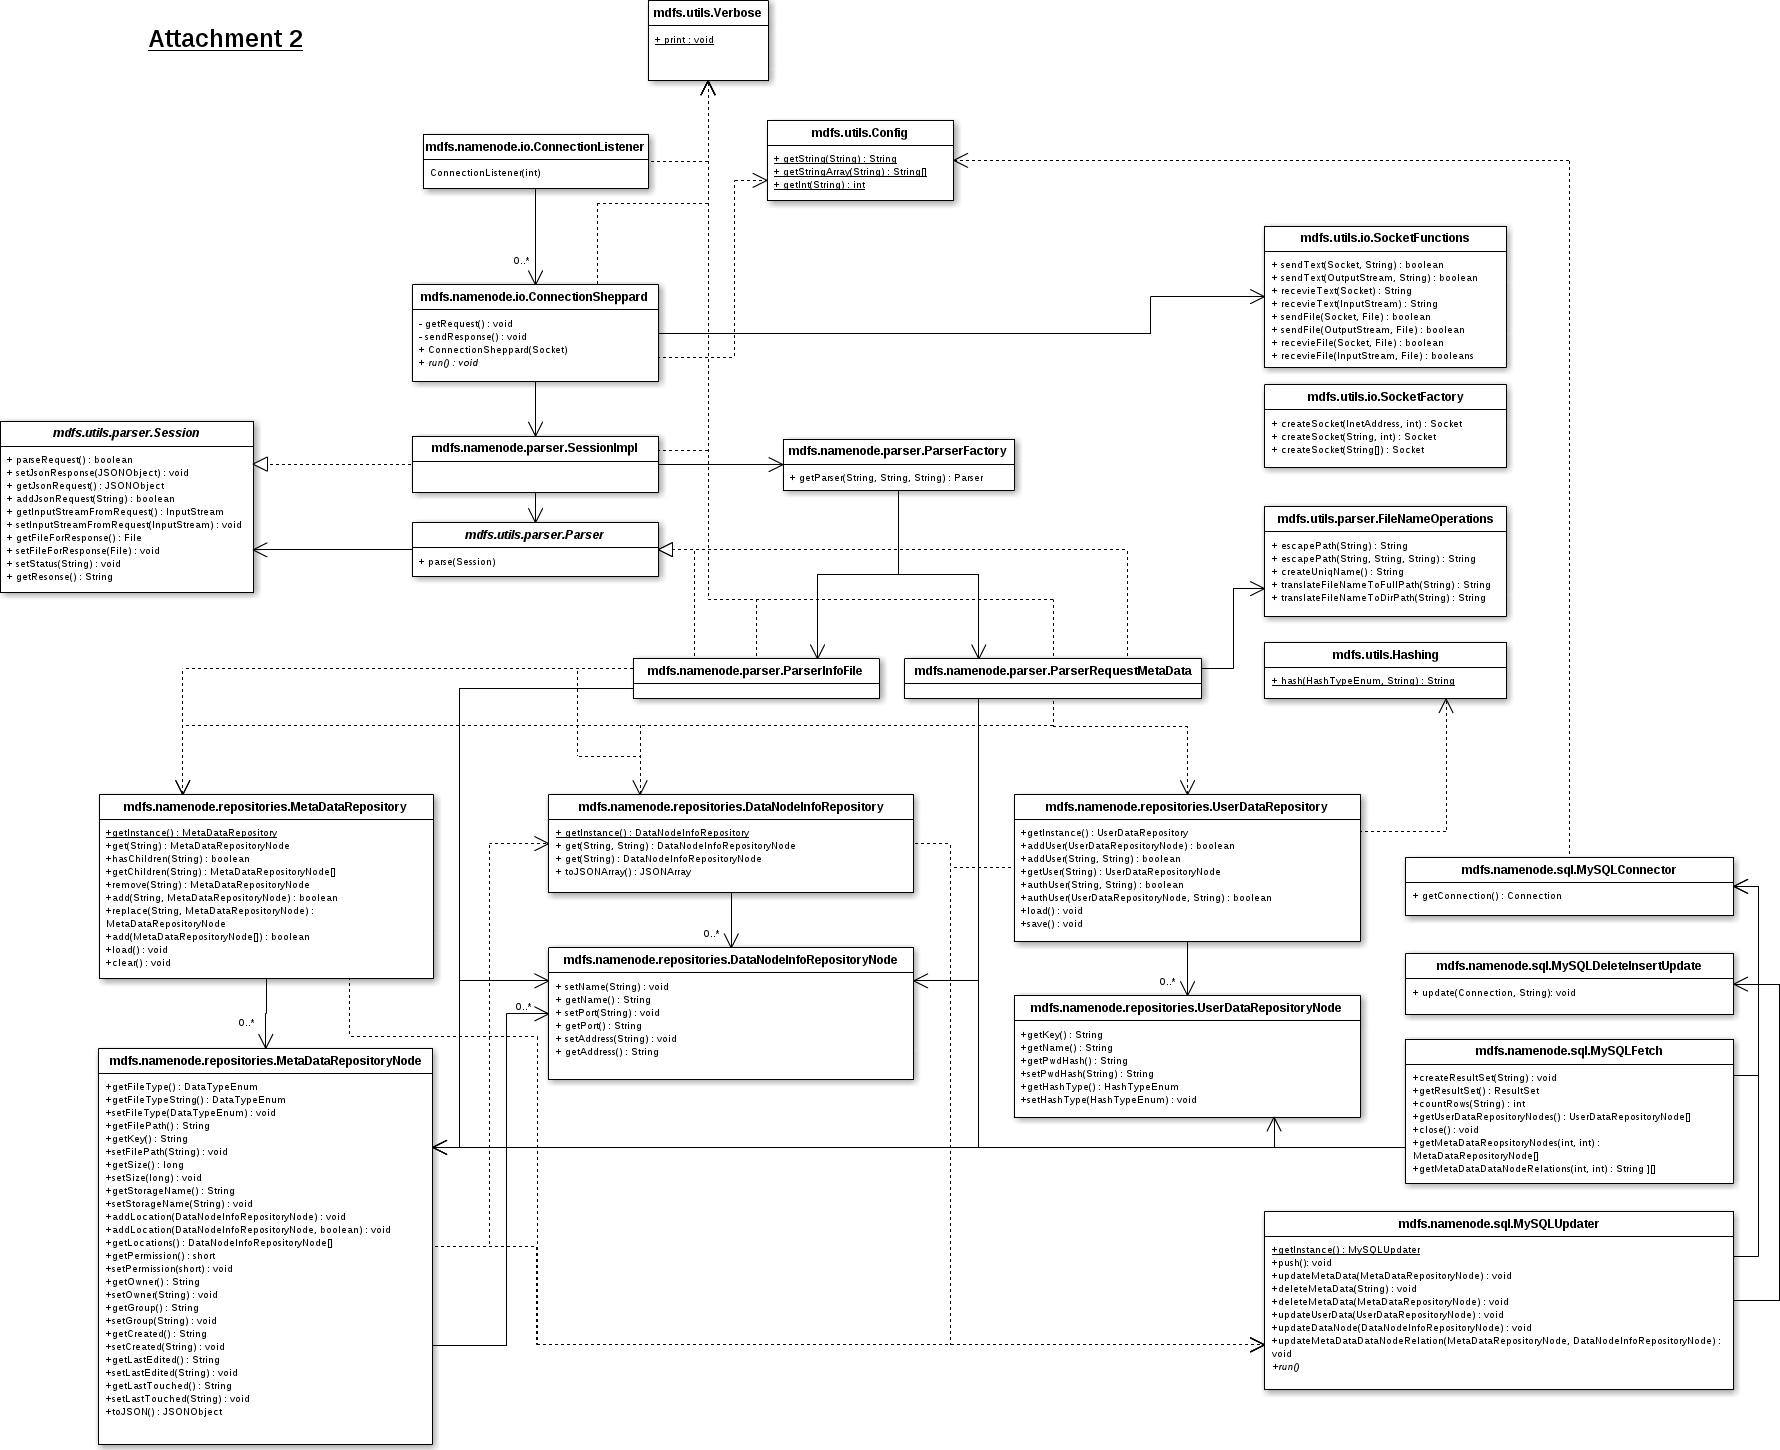 Attachment 2
mdfs.utils.Verbose
+ print : void
mdfs.utils.Config
+ getString(String) : String
+ getStringArray(String) : String[]
+ getInt(String) : int
mdfs.namenode.io.ConnectionListener
ConnectionListener(int)
0..*
mdfs.namenode.io.ConnectionSheppard
- getRequest() : void
- sendResponse() : void
+ ConnectionSheppard(Socket)
+ run() : void
mdfs.utils.io.SocketFunctions
+ sendText(Socket, String) : boolean
+ sendText(OutputStream, String) : boolean
+ recevieText(Socket) : String
+ recevieText(InputStream) : String
+ sendFile(Socket, File) : boolean
+ sendFile(OutputStream, File) : boolean
+ recevieFile(Socket, File) : boolean
+ recevieFile(InputStream, File) : booleans
mdfs.utils.io.SocketFactory
+ createSocket(InetAddress, int) : Socket
+ createSocket(String, int) : Socket
+ createSocket(String[]) : Socket
mdfs.utils.parser.Session
+ parseRequest() : boolean
+ setJsonResponse(JSONObject) : void
+ getJsonRequest() : JSONObject
+ addJsonRequest(String) : boolean
+ getInputStreamFromRequest() : InputStream
+ setInputStreamFromRequest(InputStream) : void
+ getFileForResponse() : File
+ setFileForResponse(File) : void
+ setStatus(String) : void
+ getResonse() : String
mdfs.namenode.parser.SessionImpl
mdfs.namenode.parser.ParserFactory
+ getParser(String, String, String) : Parser
mdfs.utils.parser.Parser
+ parse(Session)
mdfs.utils.parser.FileNameOperations
+ escapePath(String) : String
+ escapePath(String, String, String) : String
+ createUniqName() : String
+ translateFileNameToFullPath(String) : String
+ translateFileNameToDirPath(String) : String
mdfs.utils.Hashing
+ hash(HashTypeEnum, String) : String
mdfs.namenode.parser.ParserInfoFile
mdfs.namenode.parser.ParserRequestMetaData
mdfs.namenode.repositories.MetaDataRepository
+getInstance() : MetaDataRepository
+get(String) : MetaDataRepositoryNode
+hasChildren(String) : boolean
+getChildren(String) : MetaDataRepositoryNode[]
+remove(String) : MetaDataRepositoryNode
+add(String, MetaDataRepositoryNode) : boolean
+replace(String, MetaDataRepositoryNode) :
MetaDataRepositoryNode
+add(MetaDataRepositoryNode[]) : boolean
+load() : void
+clear() : void
0..*
mdfs.namenode.repositories.DataNodeInfoRepository
+ getInstance() : DataNodeInfoRepository
+ get(String, String) : DataNodeInfoRepositoryNode
+ get(String) : DataNodeInfoRepositoryNode
+ toJSONArray() : JSONArray
0..*
mdfs.namenode.repositories.DataNodeInfoRepositoryNode
+ setName(String) : void
+ getName() : String
+ setPort(String) : void
+ getPort() : String
+ setAddress(String) : void
+ getAddress() : String
0..*
mdfs.namenode.repositories.UserDataRepository
+getInstance() : UserDataRepository
+addUser(UserDataRepositoryNode) : boolean
+addUser(String, String) : boolean
+getUser(String) : UserDataRepositoryNode
+authUser(String, String) : boolean
+authUser(UserDataRepositoryNode, String) : boolean
+load() : void
+save() : void
0..*
mdfs.namenode.repositories.UserDataRepositoryNode
+getKey() : String
+getName() : String
+getPwdHash() : String
+setPwdHash(String) : String
+getHashType() : HashTypeEnum
+setHashType(HashTypeEnum) : void
mdfs.namenode.sql.MySQLConnector
+ getConnection() : Connection
mdfs.namenode.sql.MySQLDeleteInsertUpdate
+ update(Connection, String): void
mdfs.namenode.sql.MySQLFetch
+createResultSet(String) : void
+getResultSet() : ResultSet
+countRows(String) : int
+getUserDataRepositoryNodes() : UserDataRepositoryNode[]
+close() : void
+getMetaDataReopsitoryNodes(int, int) :
MetaDataRepositoryNode[]
+getMetaDataDataNodeRelations(int, int) : String ][]
mdfs.namenode.repositories.MetaDataRepositoryNode
+getFileType() : DataTypeEnum
+getFileTypeString() : DataTypeEnum
+setFileType(DataTypeEnum) : void
+getFilePath() : String
+getKey() : String
+setFilePath(String) : void
+getSize() : long
+setSize(long) : void
+getStorageName() : String
+setStorageName(String) : void
+addLocation(DataNodeInfoRepositoryNode) : void
+addLocation(DataNodeInfoRepositoryNode, boolean) : void
+getLocations() : DataNodeInfoRepositoryNode[]
+getPermission() : short
+setPermission(short) : void
+getOwner() : String
+setOwner(String) : void
+getGroup() : String
+setGroup(String) : void
+getCreated() : String
+setCreated(String) : void
+getLastEdited() : String
+setLastEdited(String) : void
+getLastTouched() : String
+setLastTouched(String) : void
+toJSON() : JSONObject
mdfs.namenode.sql.MySQLUpdater
+getInstance() : MySQLUpdater
+push(): void
+updateMetaData(MetaDataRepositoryNode) : void
+deleteMetaData(String) : void
+deleteMetaData(MetaDataRepositoryNode) : void
+updateUserData(UserDataRepositoryNode) : void
+updateDataNode(DataNodeInfoRepositoryNode) : void
+updateMetaDataDataNodeRelation(MetaDataRepositoryNode, DataNodeInfoRepositoryNode) :
void
+run()